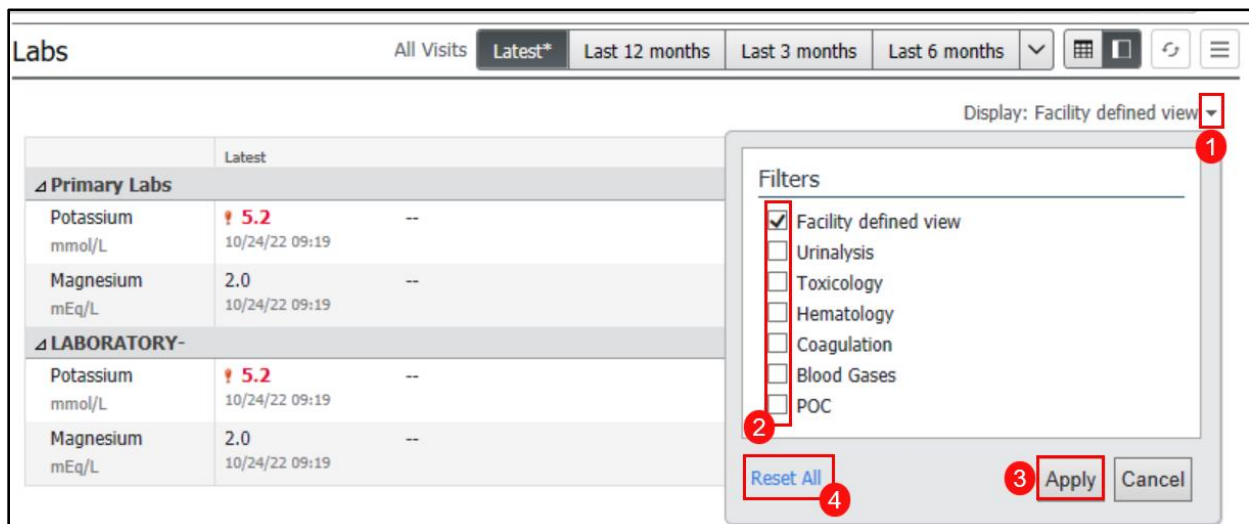 Labs All Visits Latest* Last 12 months Last 3 months Last 6 months
Display: Facility defined view
1
Latest
Primary Labs
Potassium 5.2 --
mmol/L 10/24/22 09:19
Magnesium 2.0 --
mEq/L 10/24/22 09:19
LABORATORY-
Potassium 5.2 --
mmol/L 10/24/22 09:19
Magnesium 2.0 --
mEq/L 10/24/22 09:19
Filters
Facility defined view
Urinalysis
Toxicology
Hematology
Coagulation
Blood Gases
POC
2
Reset All 3 Apply Cancel
4